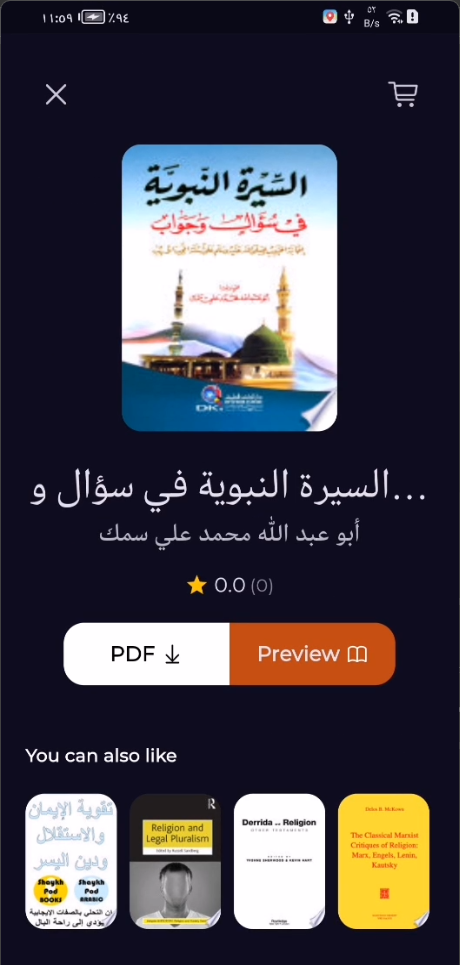 ١١:٥٩ ٪٩٤ ٥٢ B/s
السيرة النبوية
في سؤال وجواب
DKi
السيرة النبوية في سؤال و...
أبو عبد الله محمد علي سمك
0.0 (0)
PDF Preview
You can also like
تقوية الإيمان
والاستقلال
ودين اليسر
Shaykh Pod BOOKS
Shaykh Pod ARABIC
إن التحلي بالصفات الايجابية
يؤدي إلى راحة البال
R
Religion and
Legal Pluralism
Derrida and Religion
OTHER TESTAMENTS
Debra B. McKown
The Classical Marxist
Critiques of Religion:
Marx, Engels, Lenin,
Kautsky